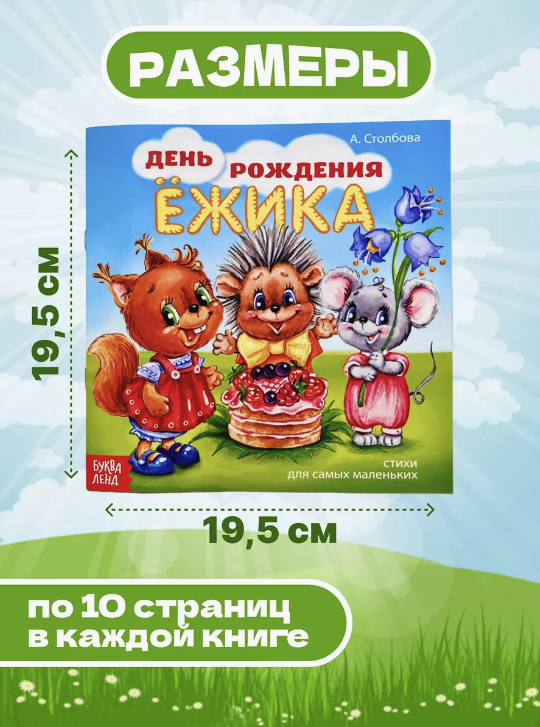 РАЗМЕРЫ
А. Столбова
ДЕНЬ
РОЖДЕНИЯ
ЁЖИКА
19,5 см
БУКВА
ЛЕНД
стихи
для самых маленьких
19,5 см
по 10 страниц
в каждой книге